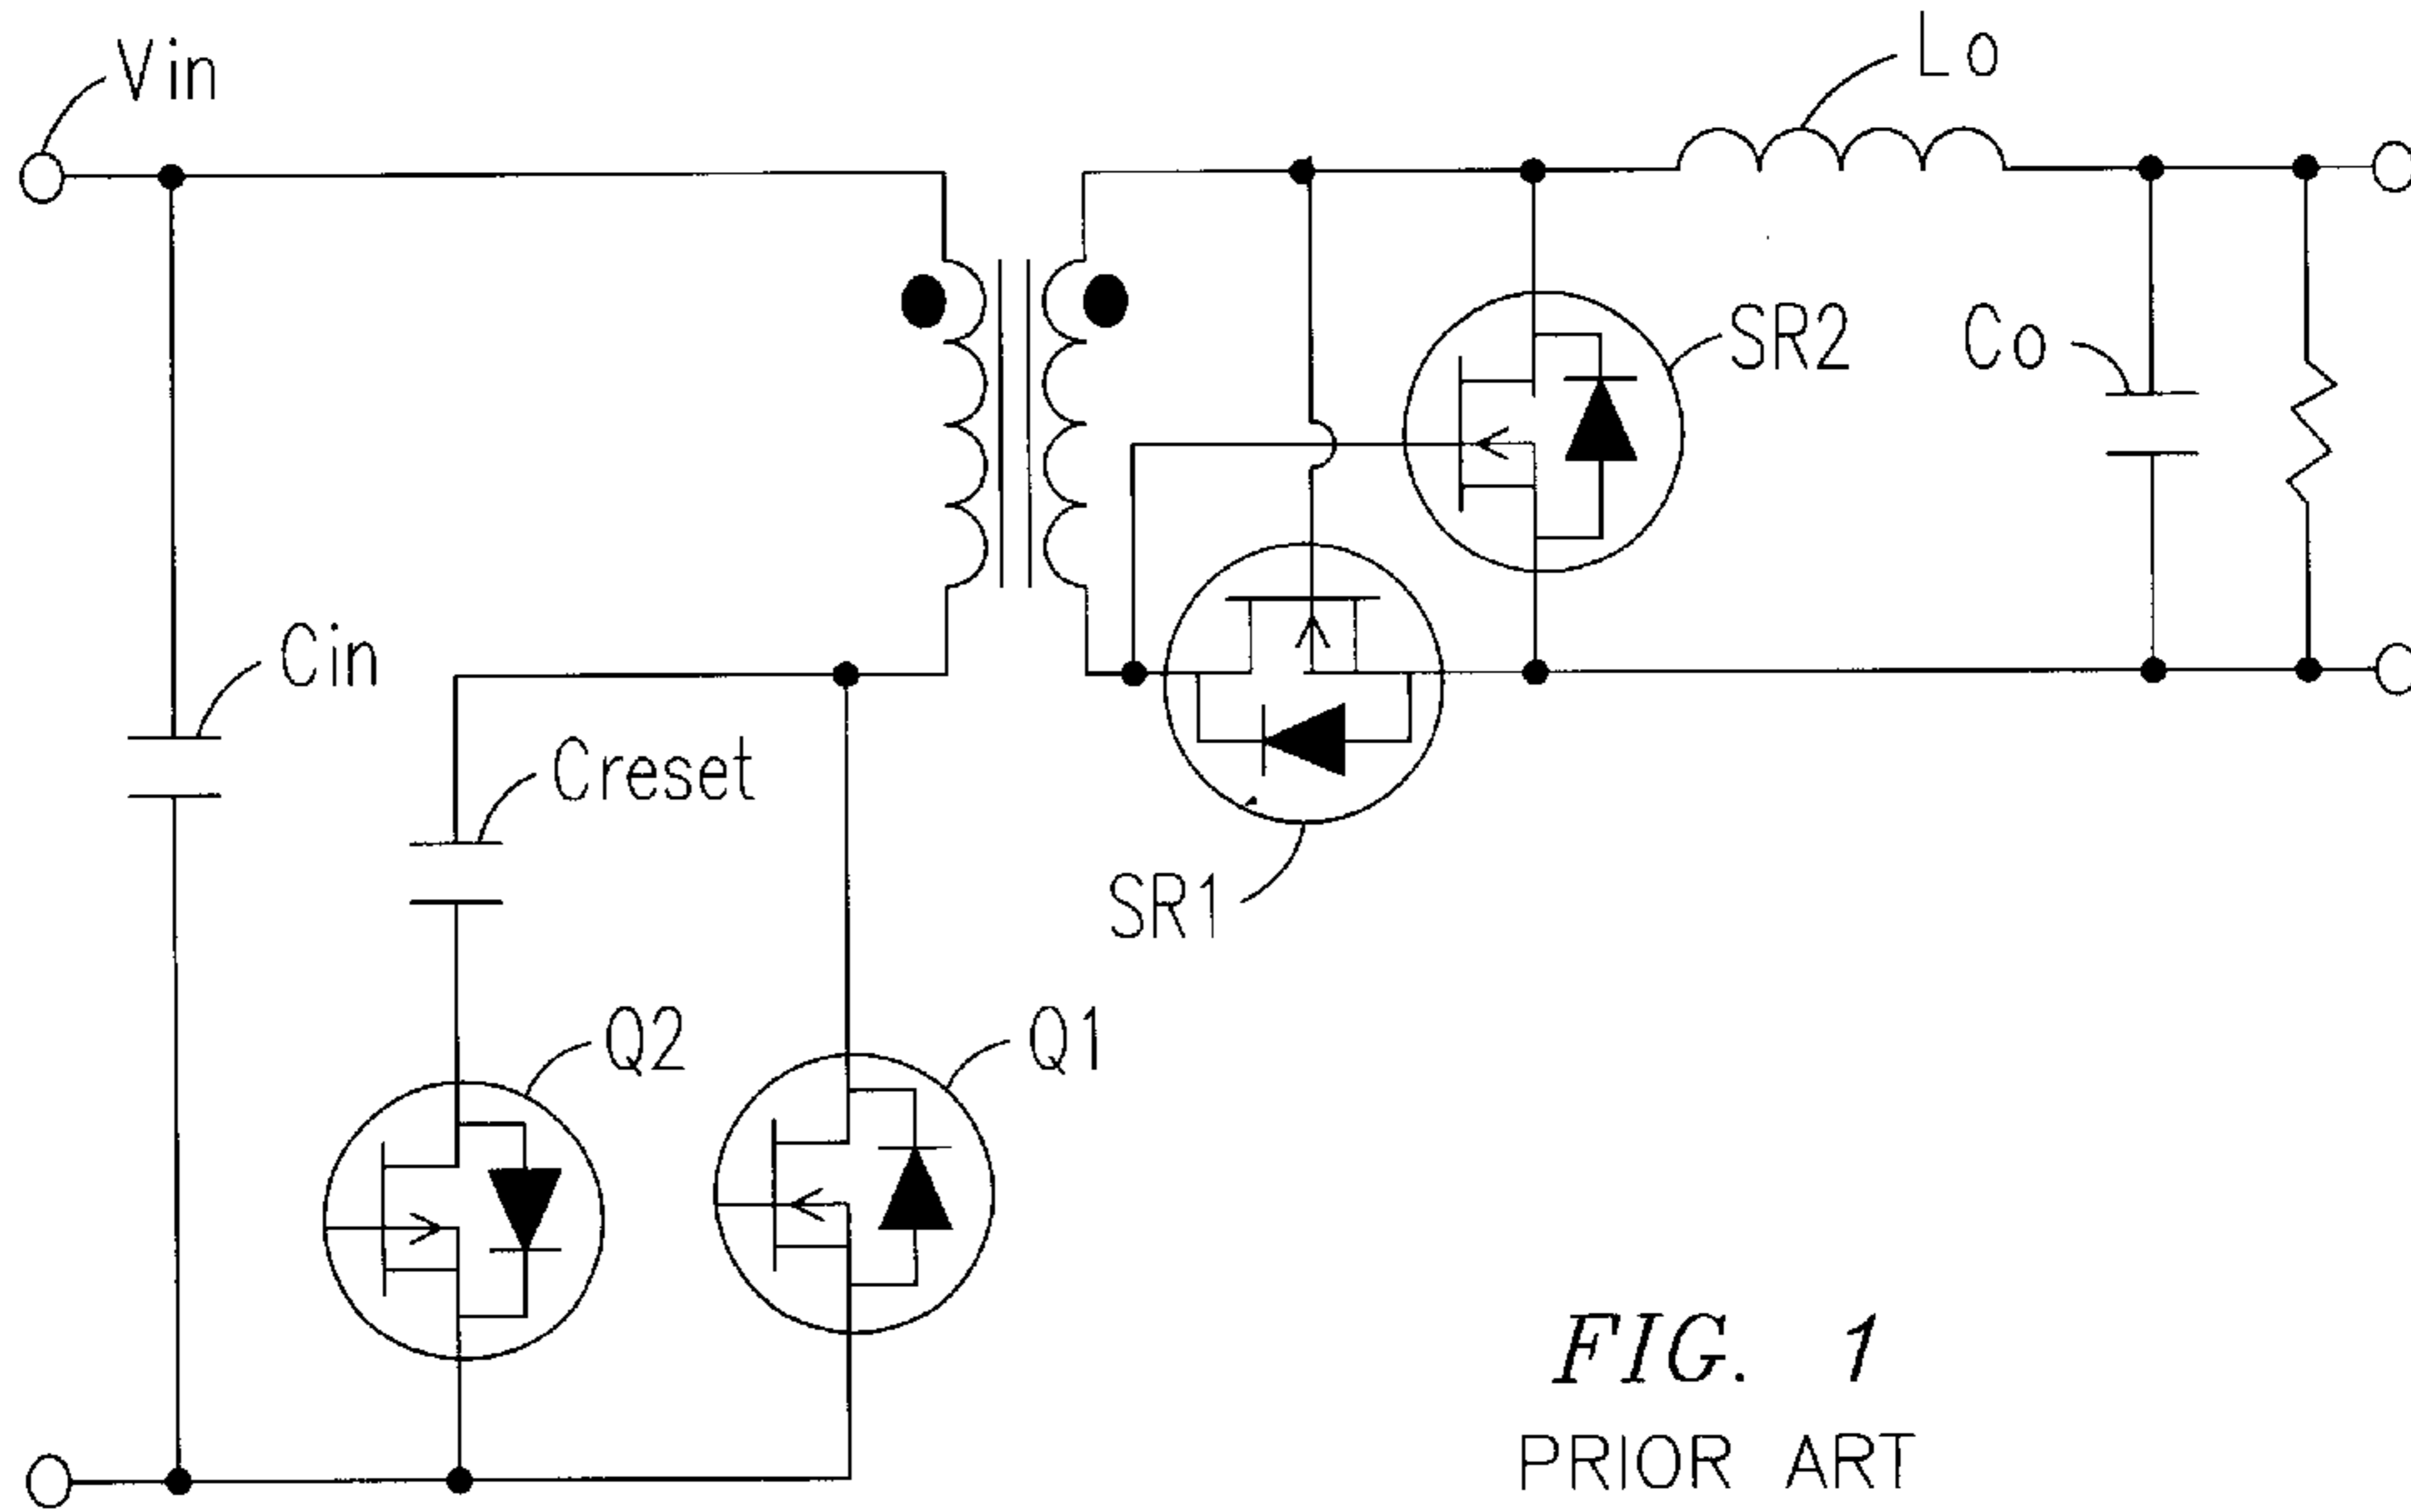 Vin
Lo
SR2
Co
Cin
Creset
SR1
Q2
Q1
FIG. 1
PRIOR ART